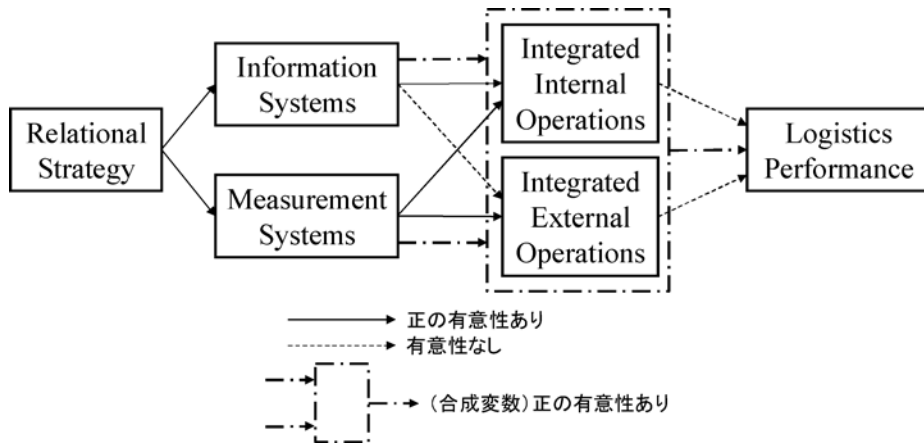 Relational
Strategy
Information
Systems
Measurement
Systems
Integrated
Internal
Operations
Integrated
External
Operations
Logistics
Performance
正の有意性あり
有意性なし
(合成変数)正の有意性あり